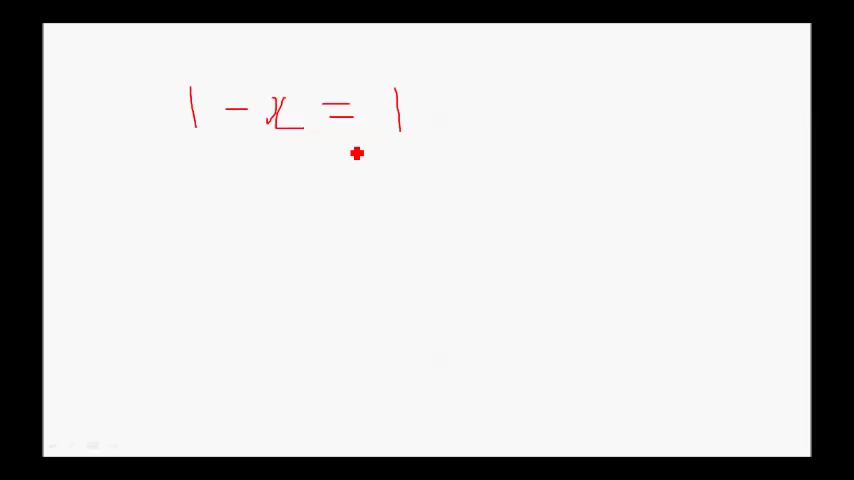 1 - x = 1